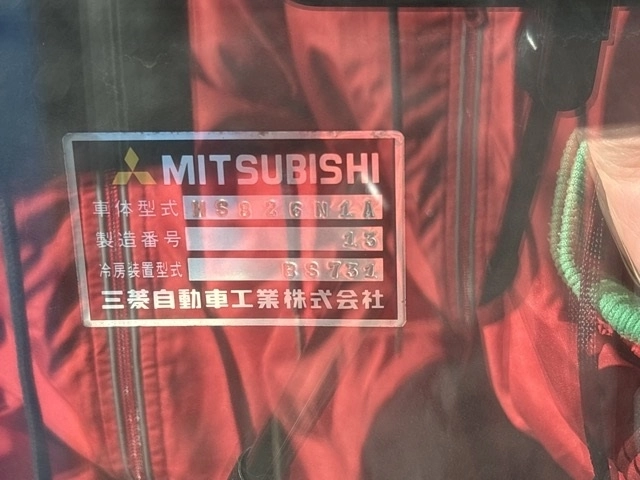 MITSUBISHI
車体型式 MS826N1A
製造番号 13
冷房装置型式 BS731
三菱自動車工業株式会社